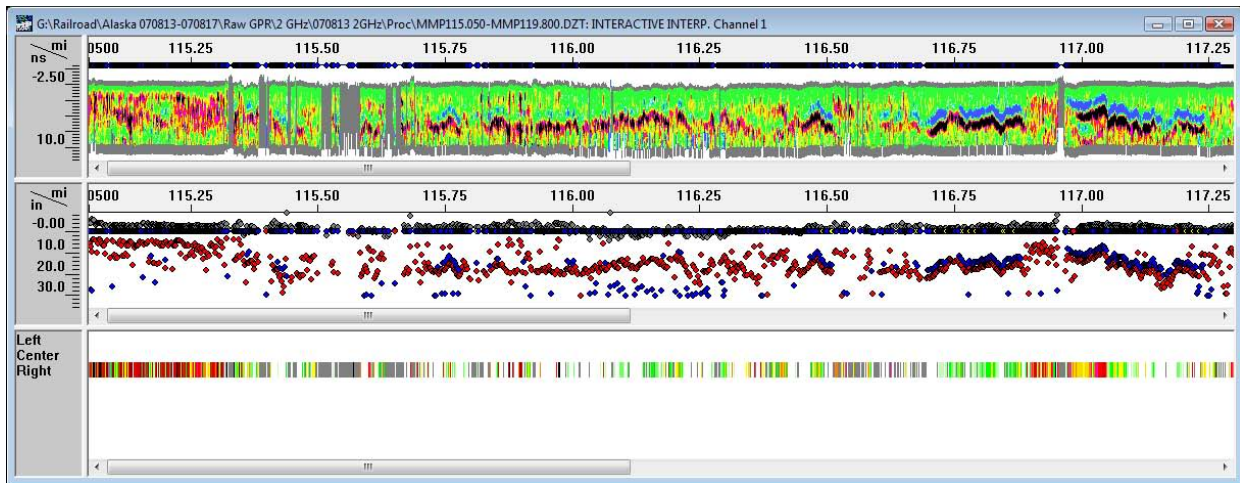 G:\Railroad\Alaska 070813-070817\Raw GPR\2 GHz\070813 2GHz\Proc\MMP115.050-MMP119.800.DZT: INTERACTIVE INTERP. Channel 1
mi 0500 115.25 115.50 115.75 116.00 116.25 116.50 116.75 117.00 117.25
ns
-2.50
10.0
mi 0500 115.25 115.50 115.75 116.00 116.25 116.50 116.75 117.00 117.25
in
-0.00
10.0
20.0
30.0
Left
Center
Right